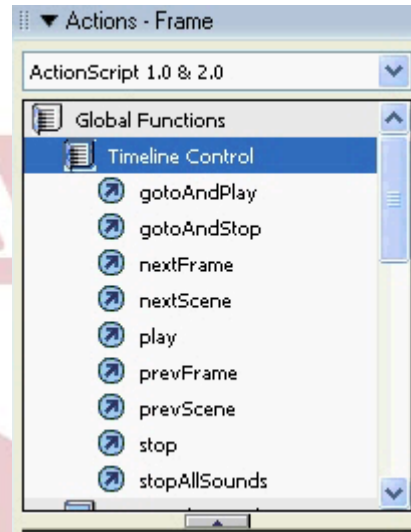 Actions - Frame
ActionScript 1.0 & 2.0
Global Functions
Timeline Control
gotoAndPlay
gotoAndStop
nextFrame
nextScene
play
prevFrame
prevScene
stop
stopAllSounds